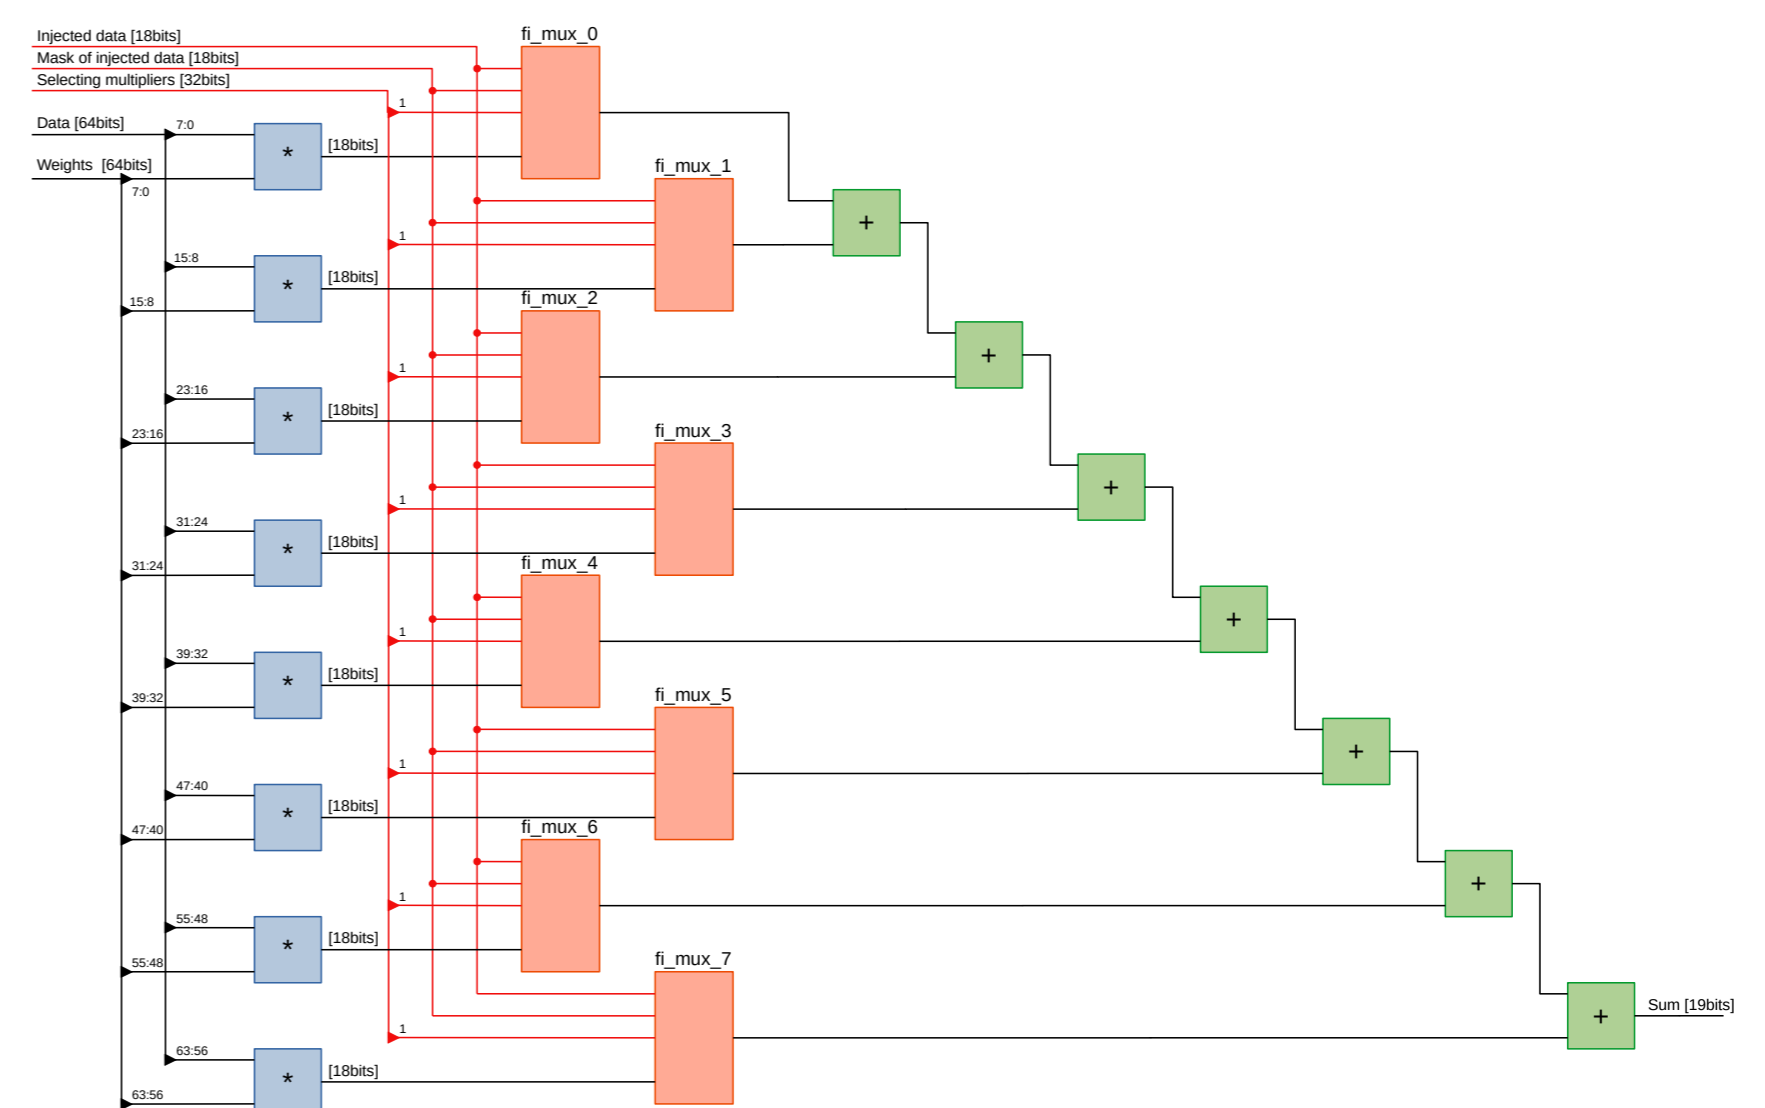 Injected data [18bits]
fi_mux_0
Mask of injected data [18bits]
Selecting multipliers [32bits]
1
Data [64bits]
7:0
*
[18bits]
Weights [64bits]
7:0
fi_mux_1
+
1
15:8
*
[18bits]
15:8
fi_mux_2
+
1
23:16
*
[18bits]
23:16
fi_mux_3
+
1
31:24
*
[18bits]
31:24
fi_mux_4
+
1
39:32
*
[18bits]
39:32
fi_mux_5
+
1
47:40
*
[18bits]
47:40
fi_mux_6
+
1
55:48
*
[18bits]
55:48
fi_mux_7
+
Sum [19bits]
1
63:56
*
[18bits]
63:56